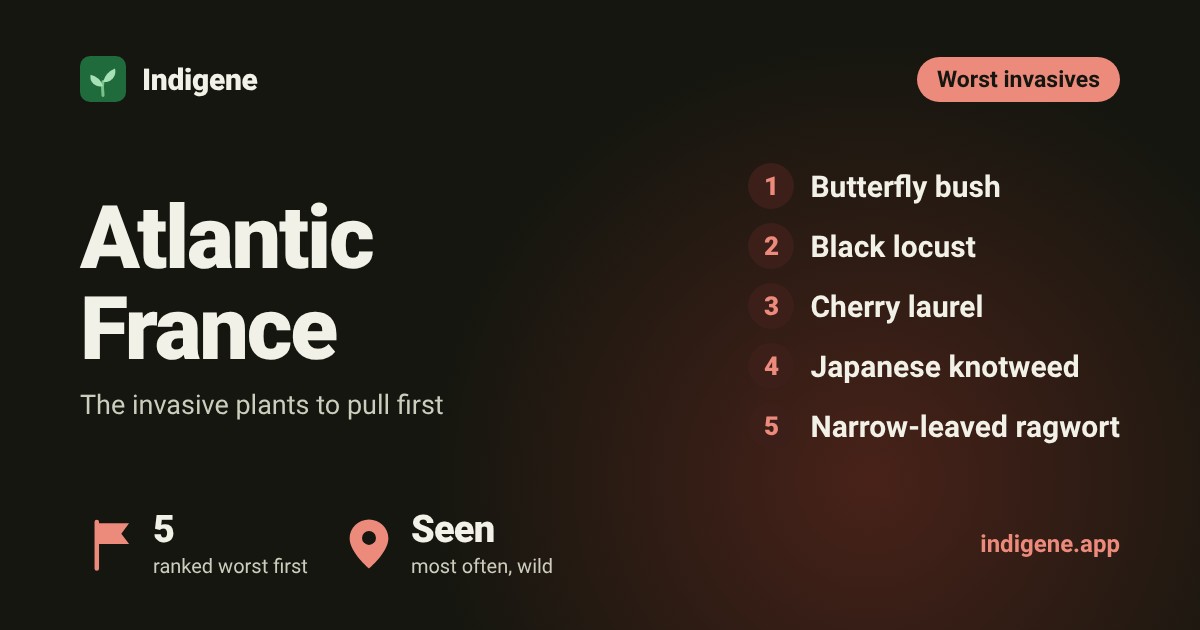 Indigene
Worst invasives
Atlantic
France
The invasive plants to pull first
1 Butterfly bush
2 Black locust
3 Cherry laurel
4 Japanese knotweed
5 Narrow-leaved ragwort
5
ranked worst first
Seen
most often, wild
indigene.app